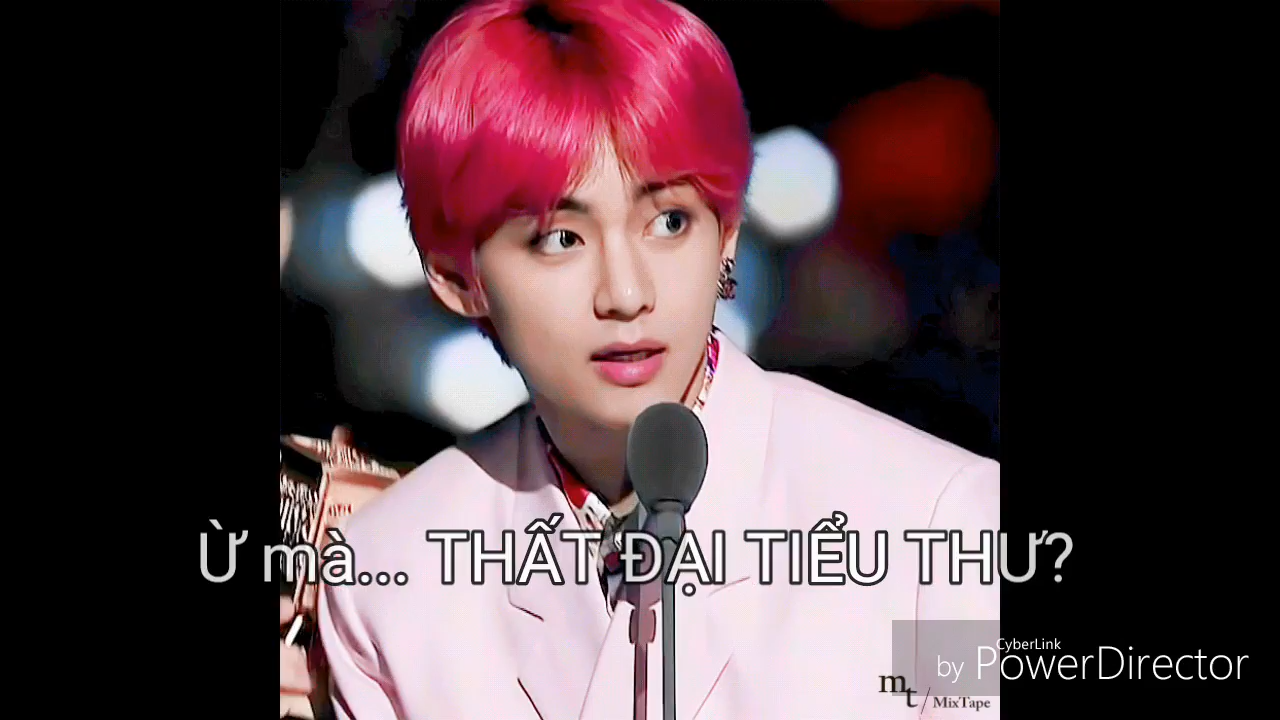 Ừ mà... THẤT ĐẠI TIỂU THƯ?
CyberLink
by PowerDirector
mt / MixTape